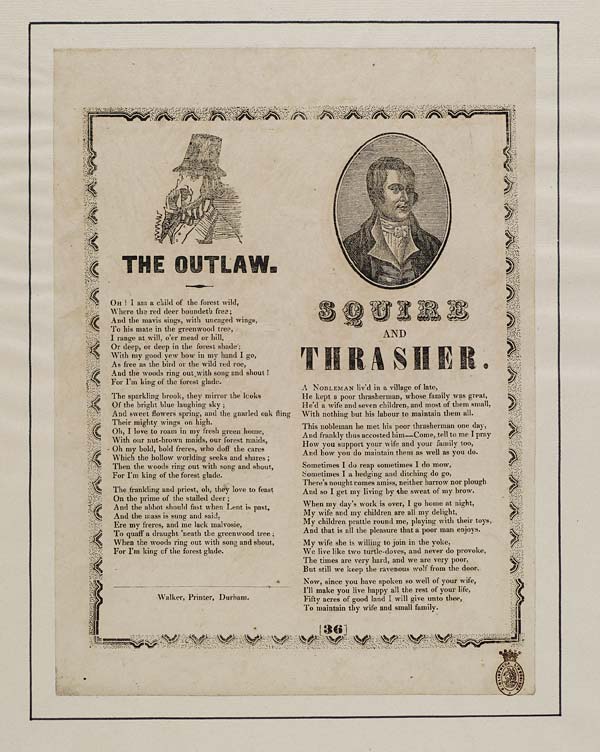 THE OUTLAW.
OH! I am a child of the forest wild,
Where the red deer boundeth free;
And the mavis sings, with uncaged wings,
To his mate in the greenwood tree,
I range at will, o'er mead or hill,
Or deep, or deep in the forest shade;
With my good yew bow in my hand I go,
As free as the bird or the wild red roe,
And the woods ring out with song and shout!
For I'm king of the forest glade.
The sparkling brook, they mirror the looks
Of the bright blue laughing sky;
And sweet flowers spring, and the gnarled oak fling
Their mighty wings on high.
Oh, I love to roam in my fresh green home,
With our nut-brown maids, our forest maids,
Oh my bold, bold freres, who doff the cares
Which the hollow worlding seeks and shares;
Then the woods ring out with song and shout,
For I'm king of the forest glade.
The frankling and priest, oh, they love to feast
On the prime of the stalled deer;
And the abbot should fast when Lent is past,
And the mass is sung and said,
Ere my freres, and me lack malvosie,
To quaff a draught 'neath the greenwood tree;
When the woods ring out with song and shout,
For I'm king of the forest glade.
Walker, Printer, Durham.
SQUIRE
AND
THRASHER.
A NOBLEMAN liv'd in a village of late,
He kept a poor thrasherman, whose family was great,
He'd a wife and seven children, and most of them small,
With nothing but his labour to maintain them all.
This nobleman he met his poor thrasherman one day,
And frankly thus accosted him—Come, tell to me I pray
How you support your wife and your family too,
And how you do maintain them as well as you do.
Sometimes I do reap sometimes I do mow,
Sometimes I a hedging and ditching do go,
There's nought comes amiss, neither harrow nor plough
And so I get my living by the sweat of my brow.
When my day's work is over, I go home at night,
My wife and my children are all my delight,
My children prattle round me, playing with their toys,
And that is all the pleasure that a poor man enjoys.
My wife she is willing to join in the yoke,
We live like two turtle-doves, and never do provoke,
The times are very hard, and we are very poor,
But still we keep the ravenous wolf from the door.
Now, since you have spoken so well of your wife,
I'll make you live happy all the rest of your life,
Fifty acres of good land I will give unto thee,
To maintain thy wife and small family.
[36]